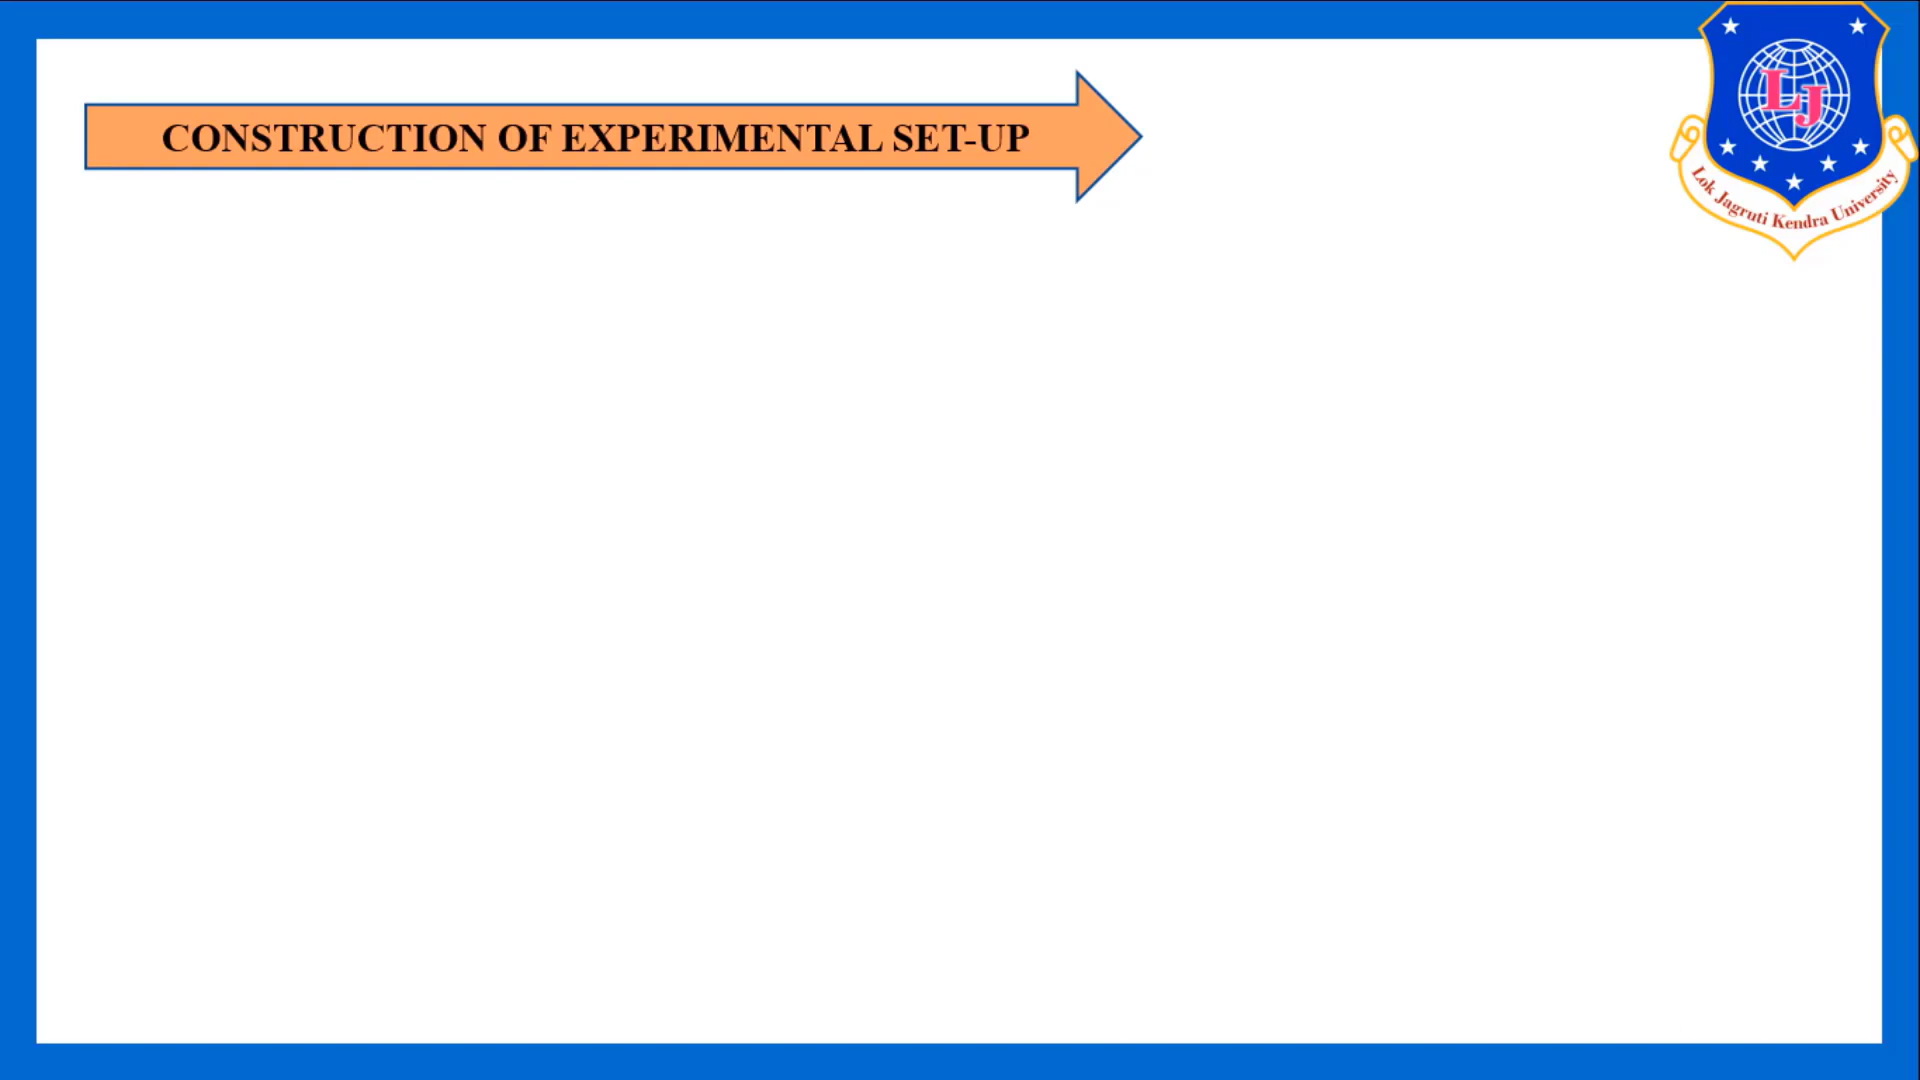 CONSTRUCTION OF EXPERIMENTAL SET-UP
LJ
Lok Jagruti Kendra University